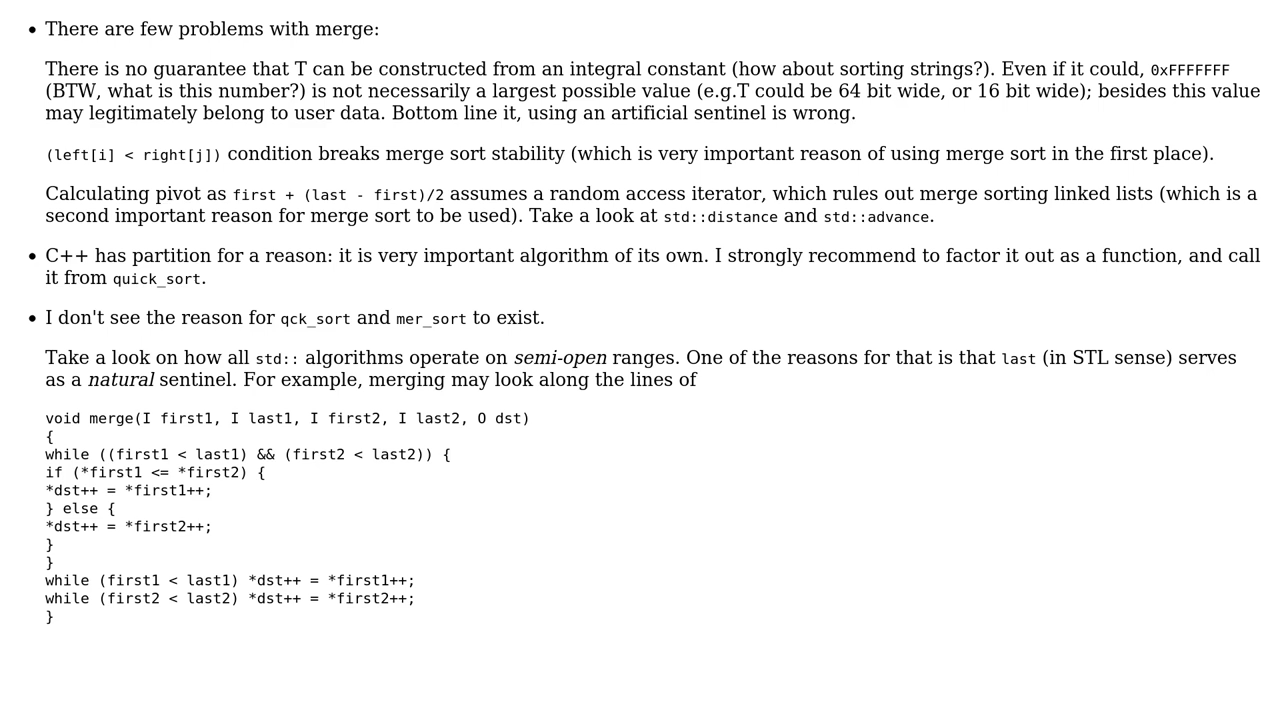 There are few problems with merge:
There is no guarantee that T can be constructed from an integral constant (how about sorting strings?). Even if it could, 0xFFFFFFF
(BTW, what is this number?) is not necessarily a largest possible value (e.g.T could be 64 bit wide, or 16 bit wide); besides this value
may legitimately belong to user data. Bottom line it, using an artificial sentinel is wrong.
(left[i] < right[j]) condition breaks merge sort stability (which is very important reason of using merge sort in the first place).
Calculating pivot as first + (last - first)/2 assumes a random access iterator, which rules out merge sorting linked lists (which is a
second important reason for merge sort to be used). Take a look at std::distance and std::advance.
C++ has partition for a reason: it is very important algorithm of its own. I strongly recommend to factor it out as a function, and call
it from quick_sort.
I don't see the reason for qck_sort and mer_sort to exist.
Take a look on how all std:: algorithms operate on semi-open ranges. One of the reasons for that is that last (in STL sense) serves
as a natural sentinel. For example, merging may look along the lines of
void merge(I first1, I last1, I first2, I last2, O dst)
{
while ((first1 < last1) && (first2 < last2)) {
if (*first1 <= *first2) {
*dst++ = *first1++;
} else {
*dst++ = *first2++;
}
}
while (first1 < last1) *dst++ = *first1++;
while (first2 < last2) *dst++ = *first2++;
}